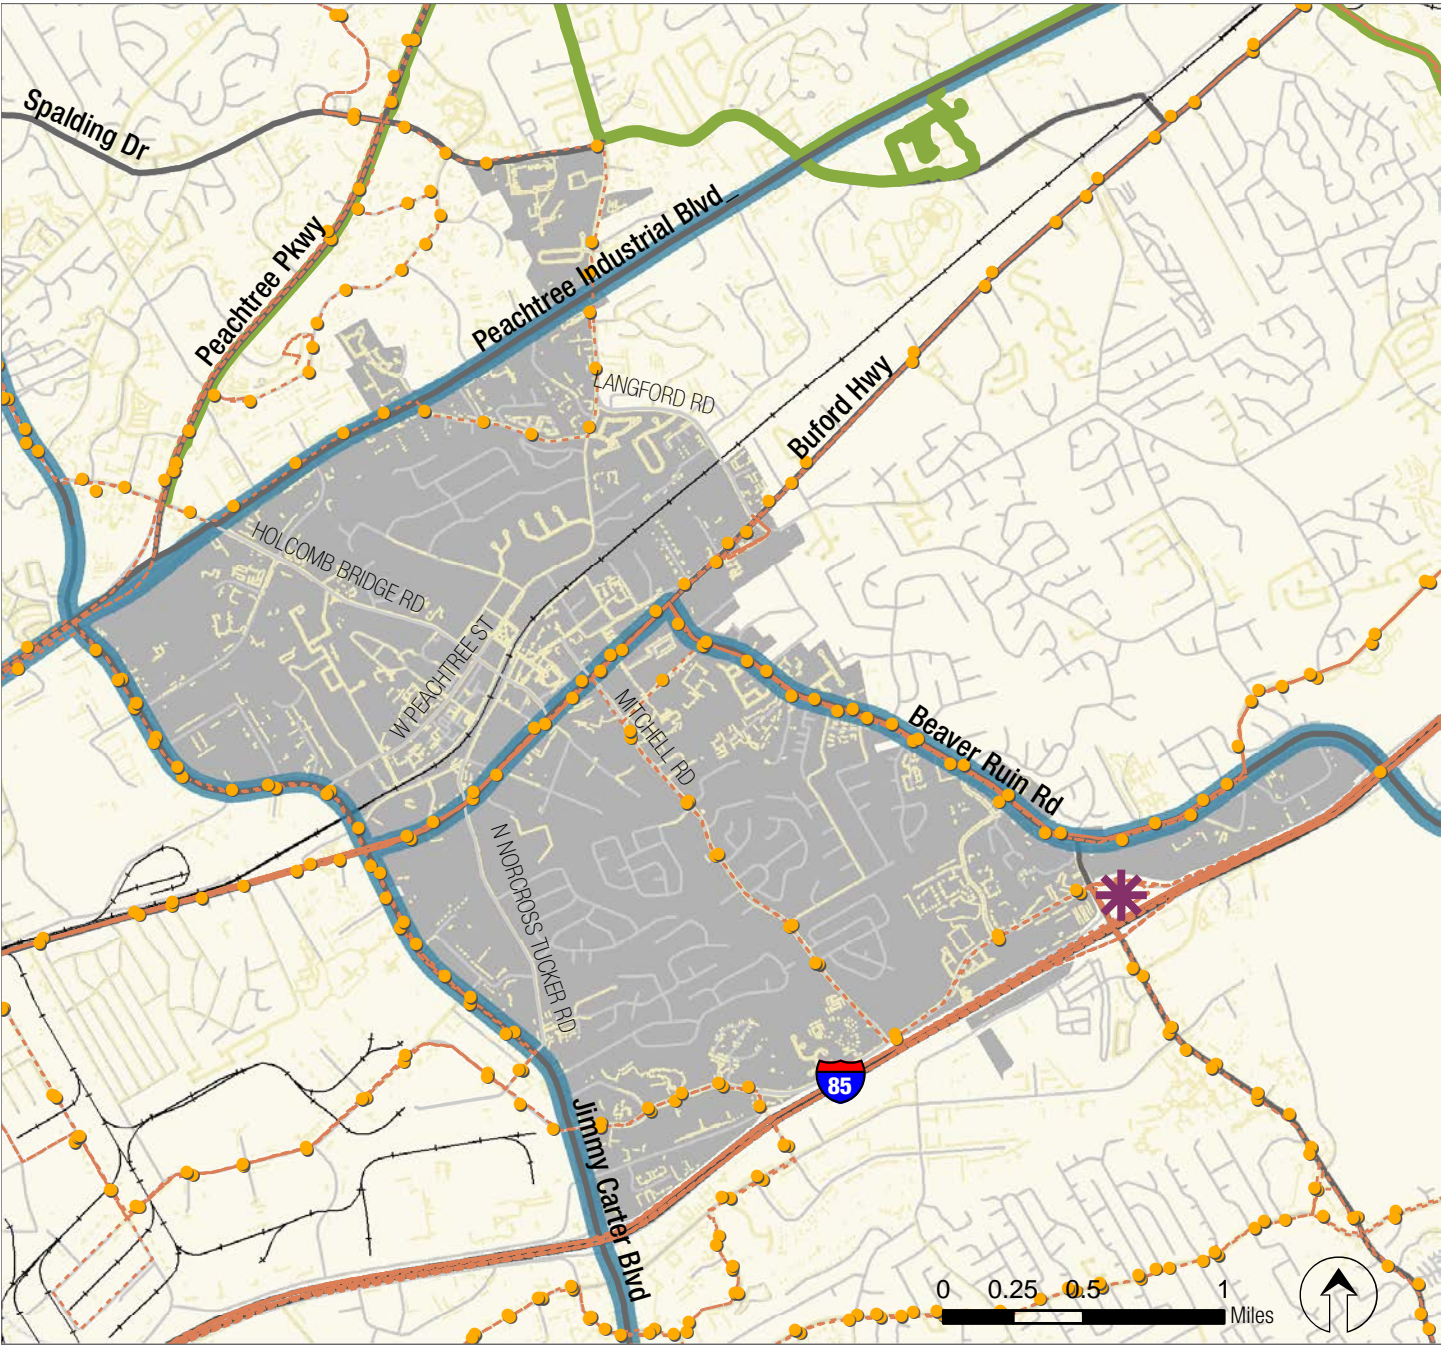 Spalding Dr
Peachtree Pkwy
Peachtree Industrial Blvd_
LANGFORD RD
Buford Hwy
HOLCOMB BRIDGE RD
W PEACHTREE ST
MITCHELL RD
Beaver Ruin Rd
N NORCROSS TUCKER RD
85
Jimmy Carter Blvd
0 0.25 0.5 1
Miles